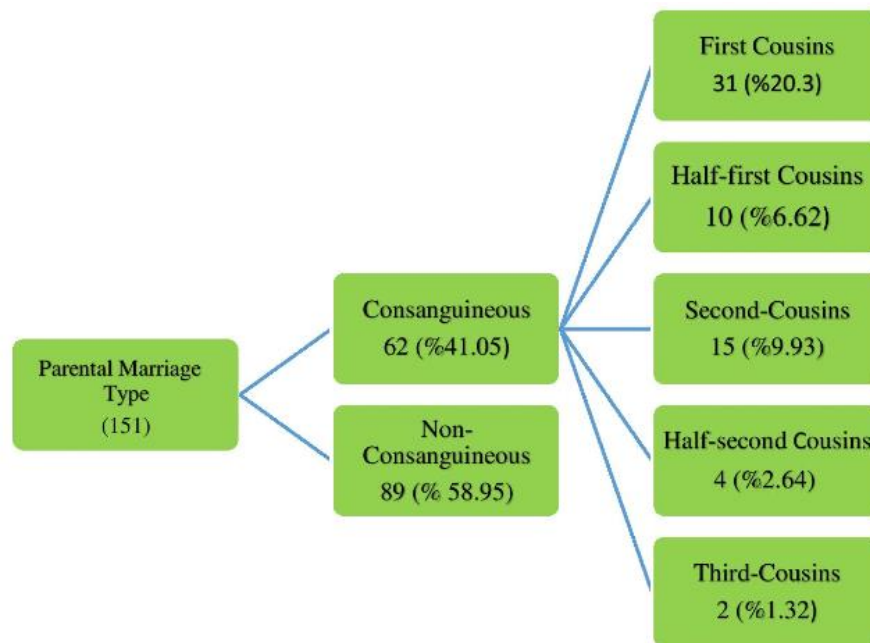 Parental Marriage
Type
(151)
Consanguineous
62 (%41.05)
Non-
Consanguineous
89 (% 58.95)
First Cousins
31 (%20.3)
Half-first Cousins
10 (%6.62)
Second-Cousins
15 (%9.93)
Half-second Cousins
4 (%2.64)
Third-Cousins
2 (%1.32)